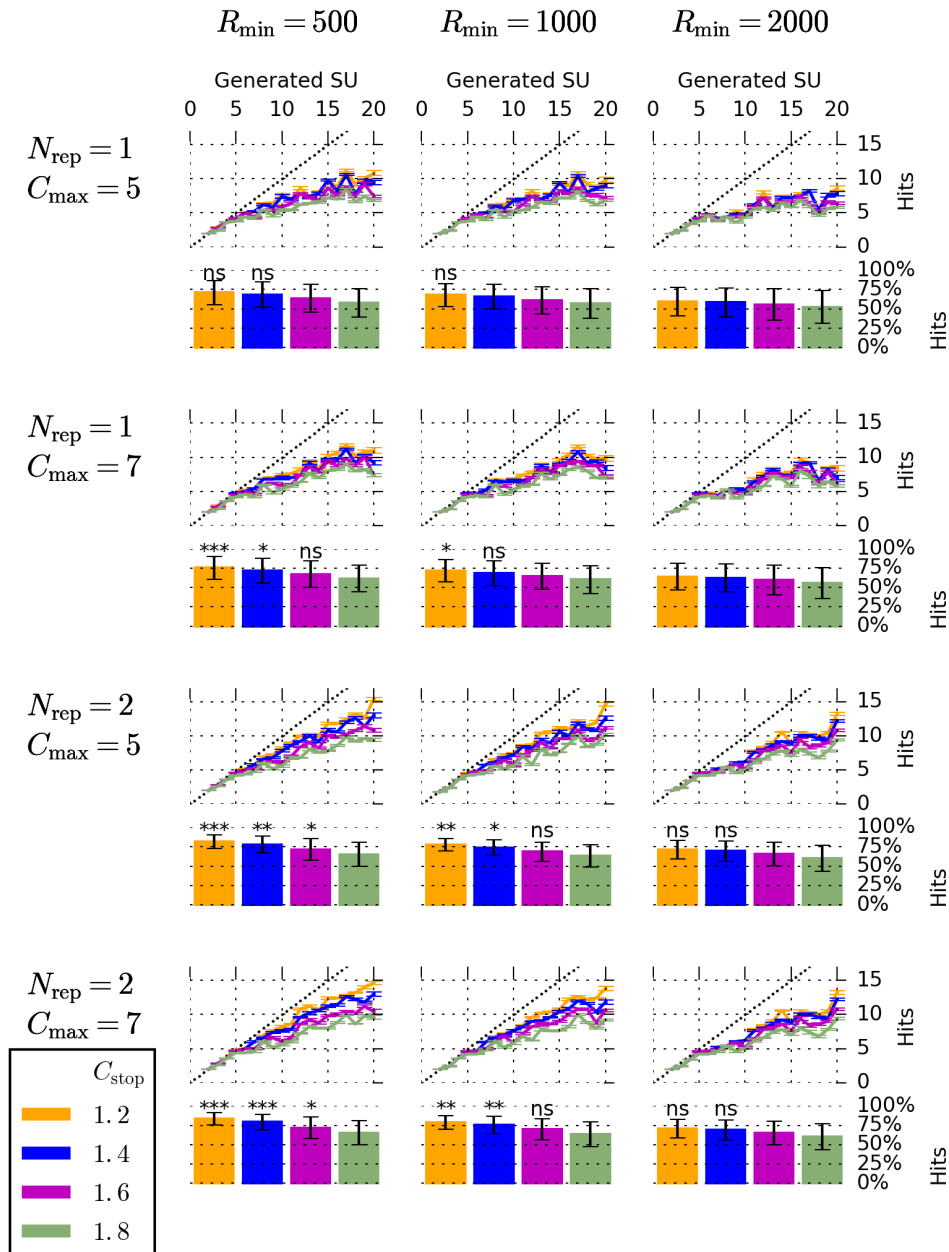 R_min = 500 R_min = 1000 R_min = 2000
Generated SU Generated SU Generated SU
0 5 10 15 20 0 5 10 15 20 0 5 10 15 20
N_rep = 1
C_max = 5
15
10
5
0
Hits
ns ns ns
100%
75%
50%
25%
0%
Hits
N_rep = 1
C_max = 7
15
10
5
0
Hits
*** * ns * ns
100%
75%
50%
25%
0%
Hits
N_rep = 2
C_max = 5
15
10
5
0
Hits
*** ** * ** * ns ns ns
100%
75%
50%
25%
0%
Hits
N_rep = 2
C_max = 7
15
10
5
0
Hits
*** *** * ** ** ns ns ns
100%
75%
50%
25%
0%
Hits
C_stop
1.2
1.4
1.6
1.8